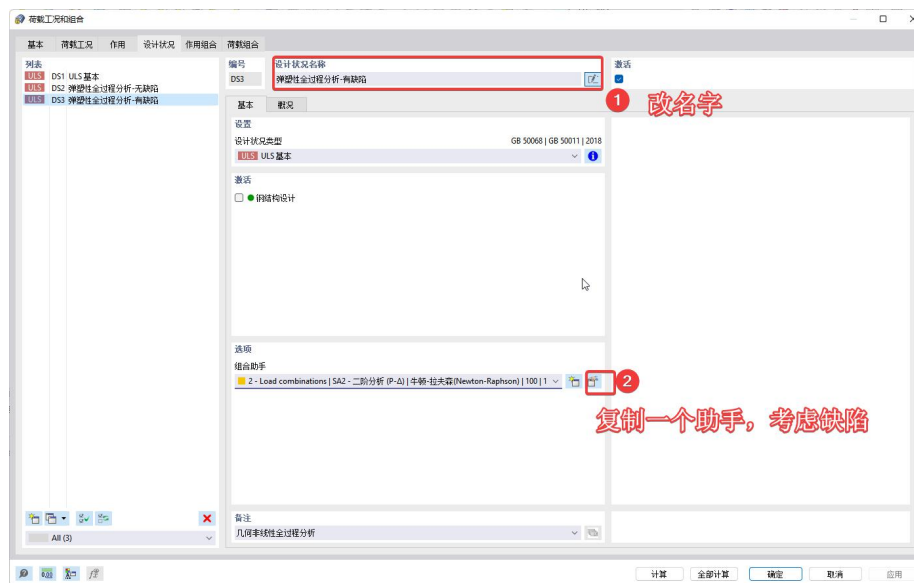 荷载工况和组合
基本 荷载工况 作用 设计状况 作用组合 荷载组合
列表
ULS DS1 ULS 基本
ULS DS2 弹塑性全过程分析-无缺陷
ULS DS3 弹塑性全过程分析-有缺陷
All (3)
编号
DS3
设计状况名称
弹塑性全过程分析-有缺陷
激活
1 改名字
基本 概况
设置
设计状况类型 GB 50068 | GB 50011 | 2018
ULS ULS 基本
激活
钢结构设计
选项
组合助手
2 - Load combinations | SA2 - 二阶分析 (P-Δ) | 牛顿-拉夫森(Newton-Raphson) | 100 | 1
2
复制一个助手，考虑缺陷
备注
几何非线性全过程分析
计算 全部计算 确定 取消 应用